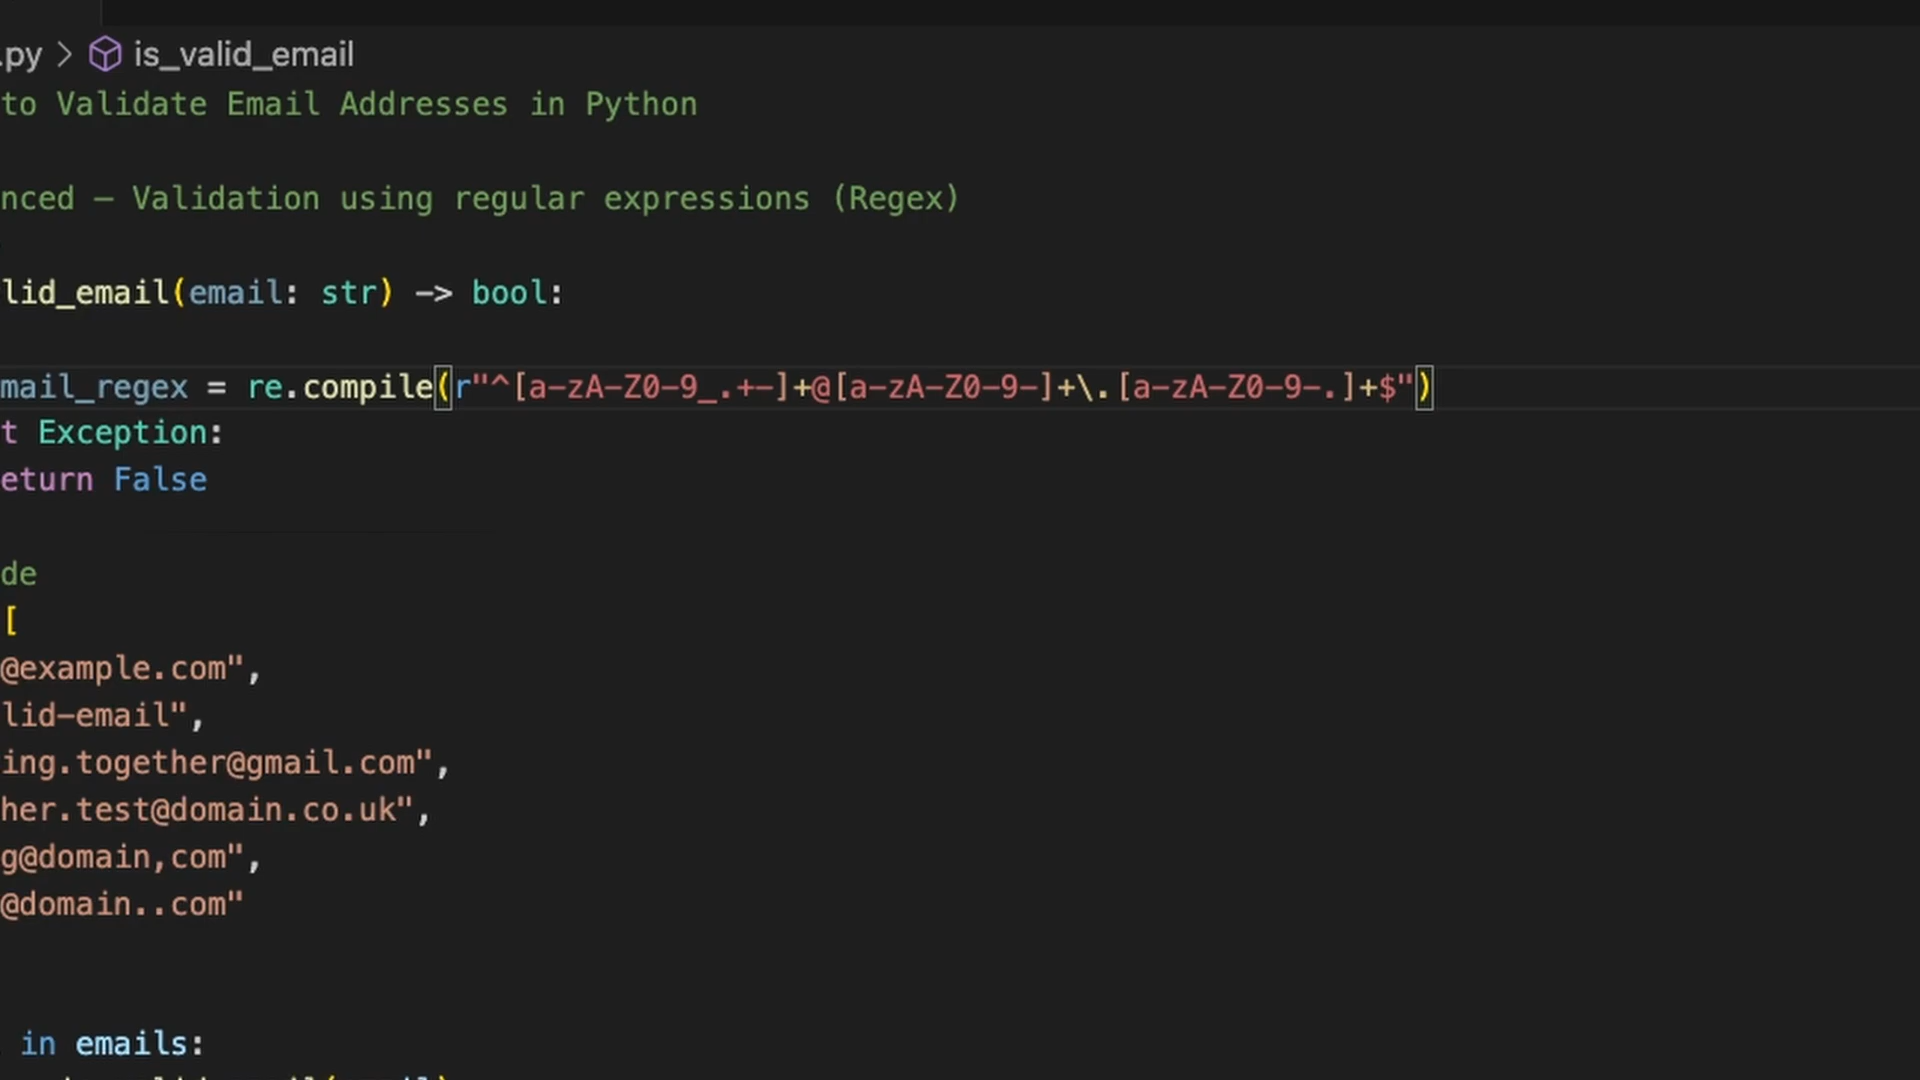 .py > is_valid_email
to Validate Email Addresses in Python
nced – Validation using regular expressions (Regex)
lid_email(email: str) -> bool:
mail_regex = re.compile(r"^[a-zA-Z0-9_.+-]+@[a-zA-Z0-9-]+\.[a-zA-Z0-9-.]+$")
t Exception:
eturn False
de
[
@example.com",
lid-email",
ing.together@gmail.com",
her.test@domain.co.uk",
g@domain,com",
@domain..com"
in emails: